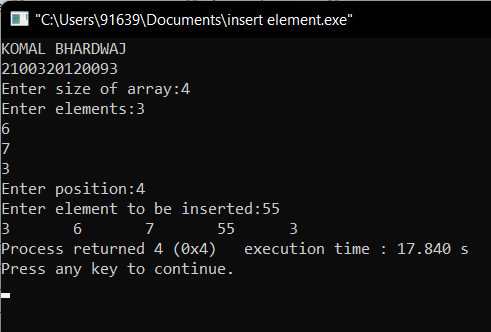 "C:\Users\91639\Documents\insert element.exe"
KOMAL BHARDWAJ
2100320120093
Enter size of array:4
Enter elements:3
6
7
3
Enter position:4
Enter element to be inserted:55
3       6       7       55      3
Process returned 4 (0x4)   execution time : 17.840 s
Press any key to continue.